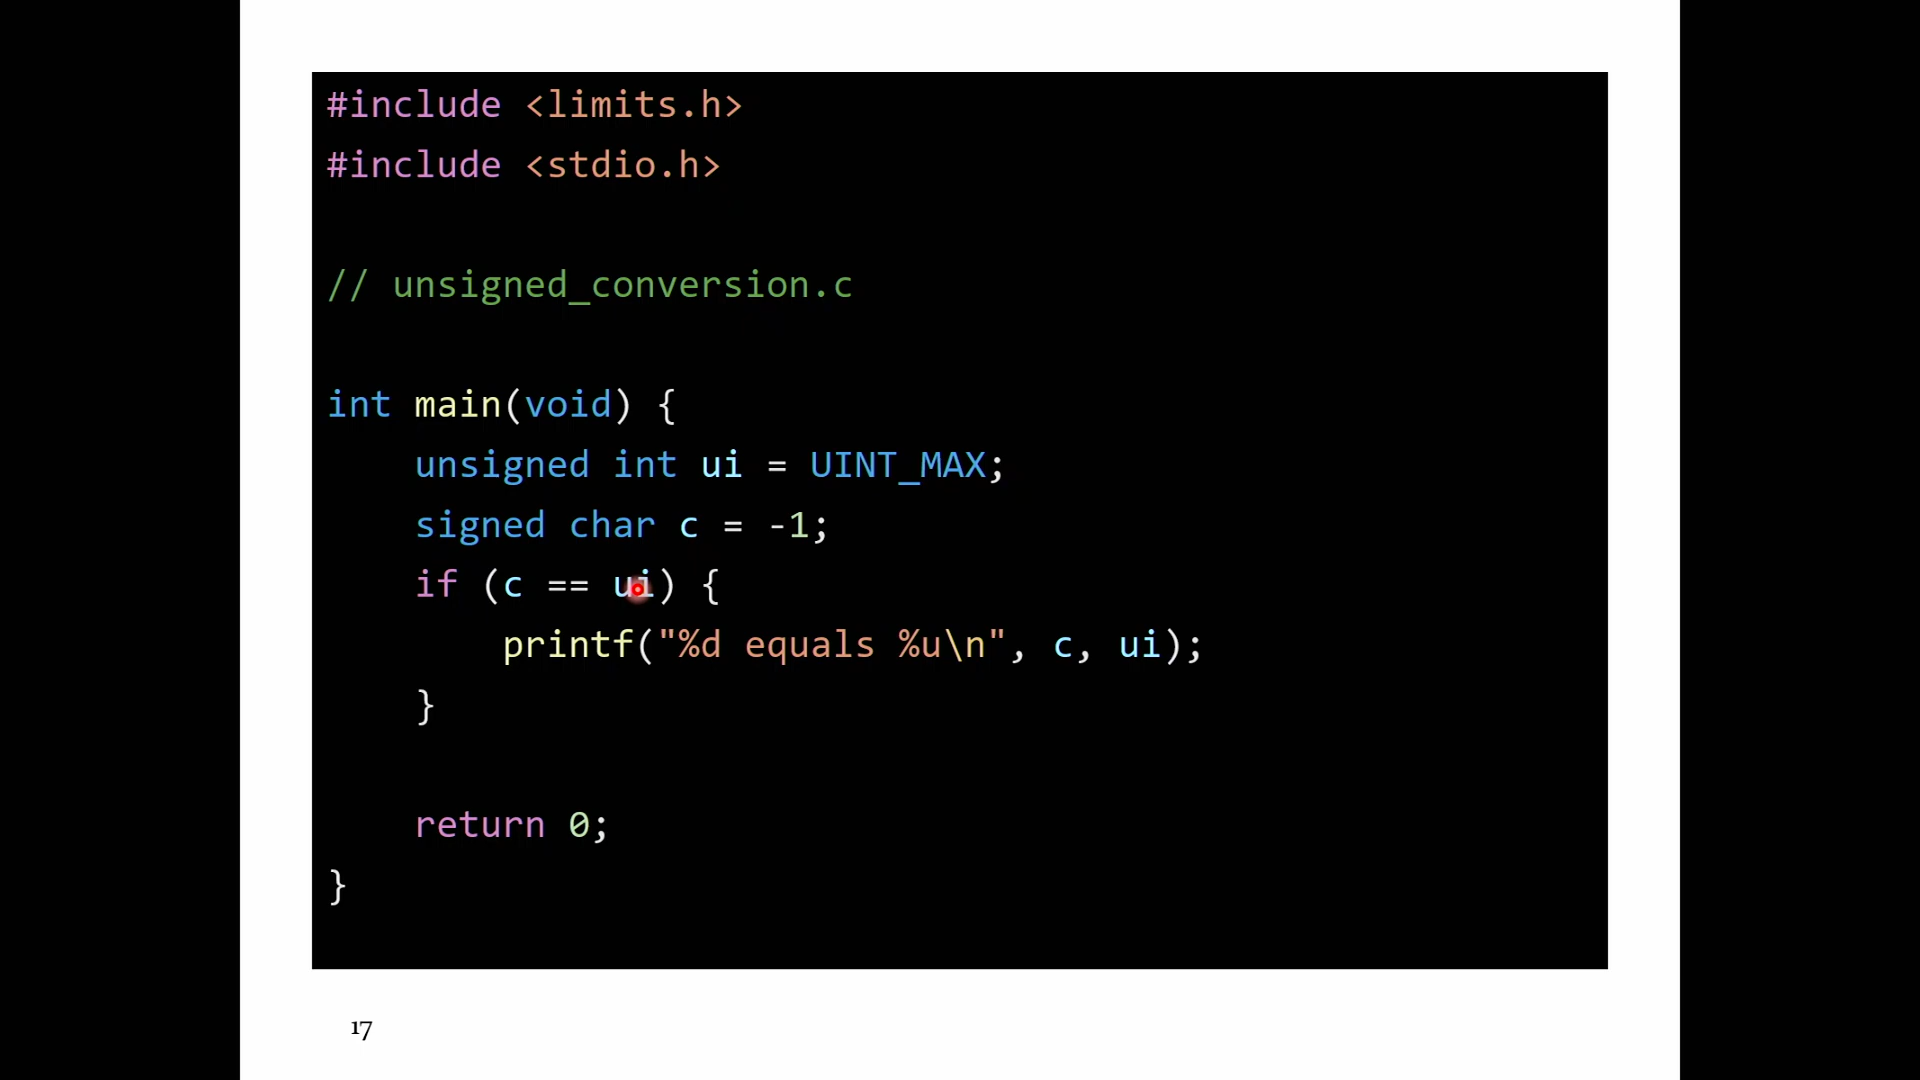 #include <limits.h>
#include <stdio.h>
// unsigned_conversion.c
int main(void) {
unsigned int ui = UINT_MAX;
signed char c = -1;
if (c == ui) {
printf("%d equals %u\n", c, ui);
}
return 0;
}
17